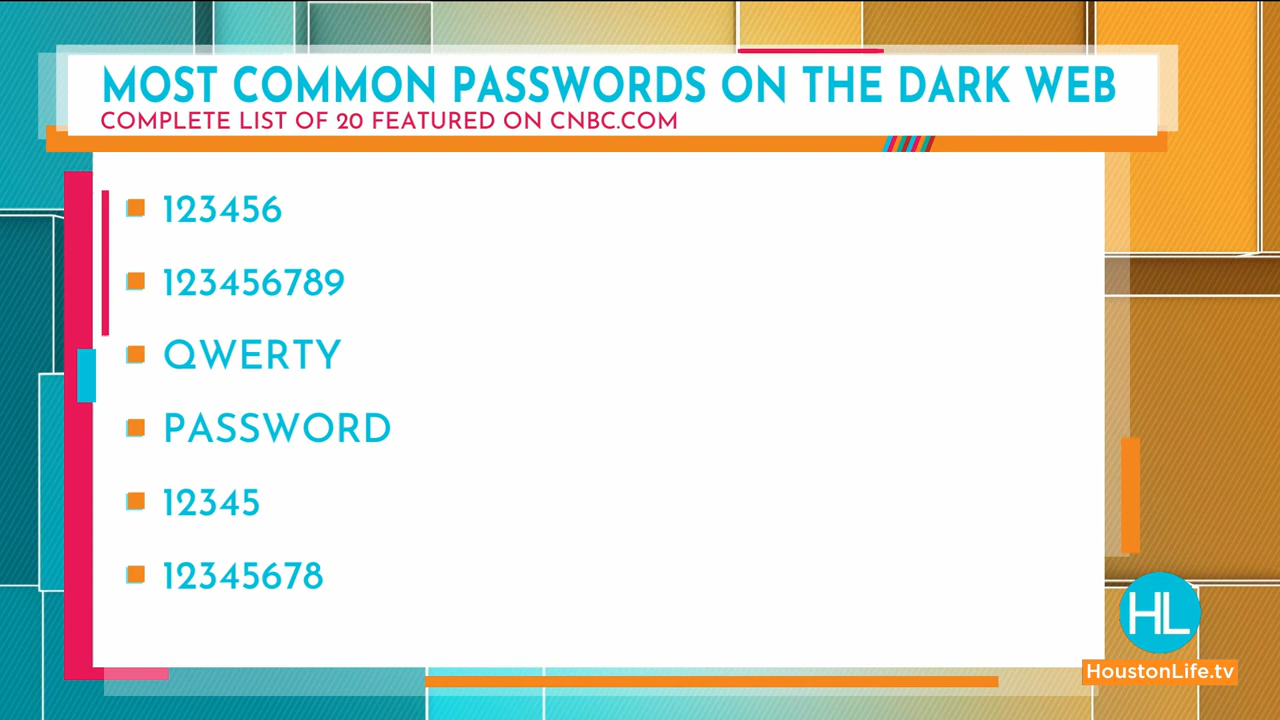 MOST COMMON PASSWORDS ON THE DARK WEB
COMPLETE LIST OF 20 FEATURED ON CNBC.COM
123456
123456789
QWERTY
PASSWORD
12345
12345678
HL
HoustonLife.tv